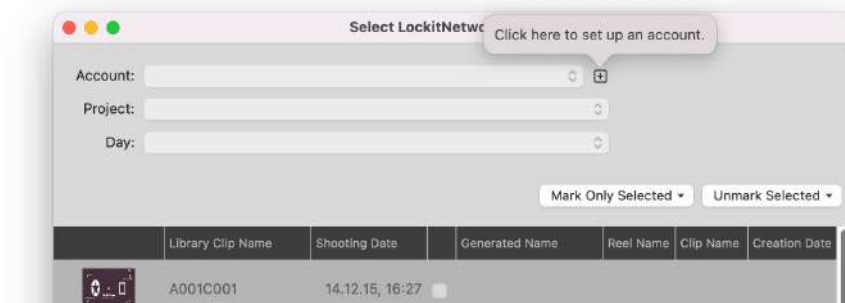 Select LockitNetwo
Click here to set up an account.
Account:
Project:
Day:
Mark Only Selected
Unmark Selected
Library Clip Name Shooting Date Generated Name Reel Name Clip Name Creation Date
A001C001 14.12.15, 16:27